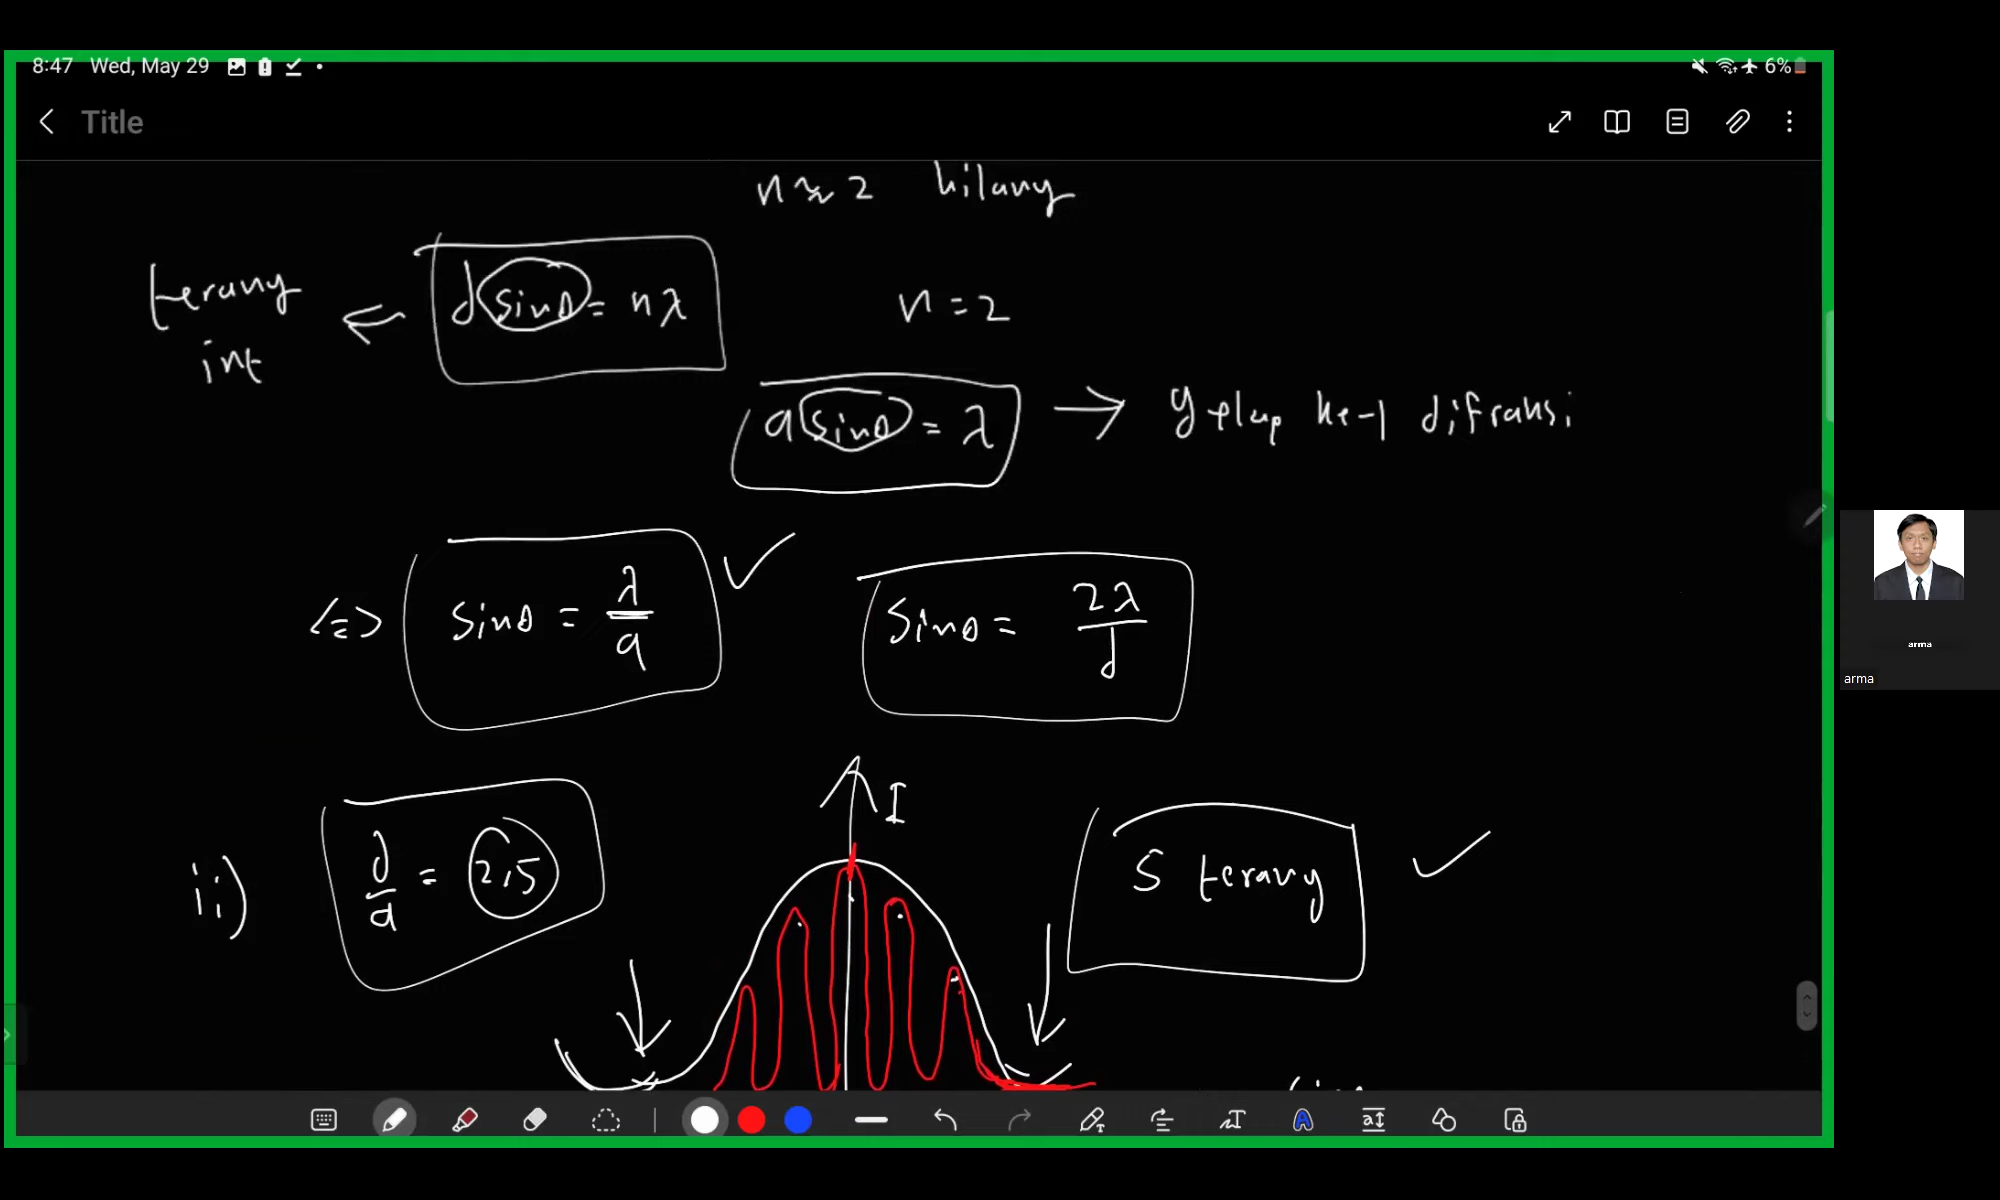 8:47 Wed, May 29
6%
Title
n ≈ 2 hilang
terang int
d sinθ = nλ
n = 2
a sinθ = λ → gelap ke-1 difraksi
<=> sinθ = λ/a
sinθ = 2λ/d
I
ii) d/a = 2,5
5 terang
arma
arma